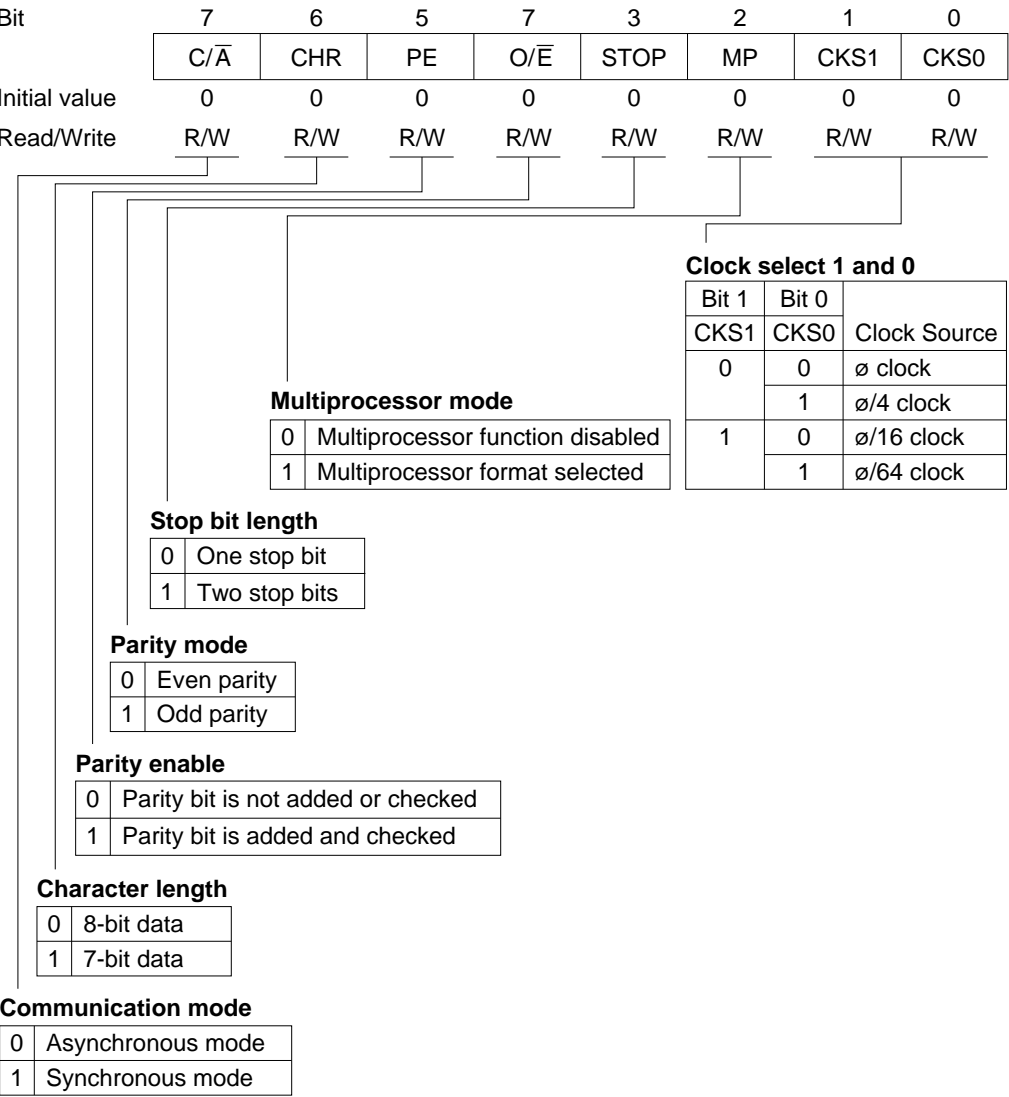 Bit 7 6 5 7 3 2 1 0
C/A̅ CHR PE O/E̅ STOP MP CKS1 CKS0
Initial value 0 0 0 0 0 0 0 0
Read/Write R/W R/W R/W R/W R/W R/W R/W R/W
Clock select 1 and 0
Bit 1 Bit 0
CKS1 CKS0 Clock Source
0 0 ø clock
1 ø/4 clock
1 0 ø/16 clock
1 ø/64 clock
Multiprocessor mode
0 Multiprocessor function disabled
1 Multiprocessor format selected
Stop bit length
0 One stop bit
1 Two stop bits
Parity mode
0 Even parity
1 Odd parity
Parity enable
0 Parity bit is not added or checked
1 Parity bit is added and checked
Character length
0 8-bit data
1 7-bit data
Communication mode
0 Asynchronous mode
1 Synchronous mode